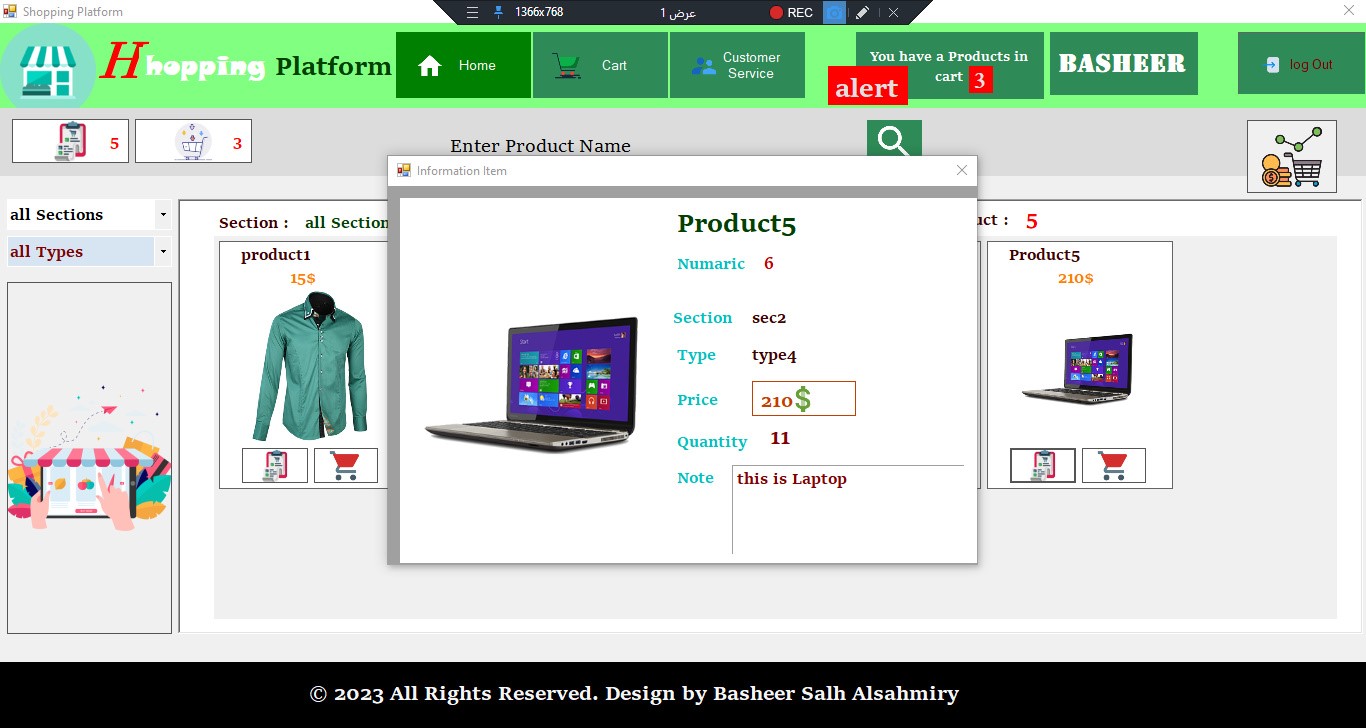 Shopping Platform
1366x768
عرض 1
REC
Hhopping Platform
Home
Cart
Customer
Service
You have a Products in
cart 3
alert
BASHEER
log Out
5
3
Enter Product Name
Information Item
all Sections
all Types
Section : all Section
uct : 5
product1
15$
Product5
Numaric 6
Section sec2
Type type4
Price 210$
Quantity 11
Note this is Laptop
Start
Product5
210$
© 2023 All Rights Reserved. Design by Basheer Salh Alsahmiry